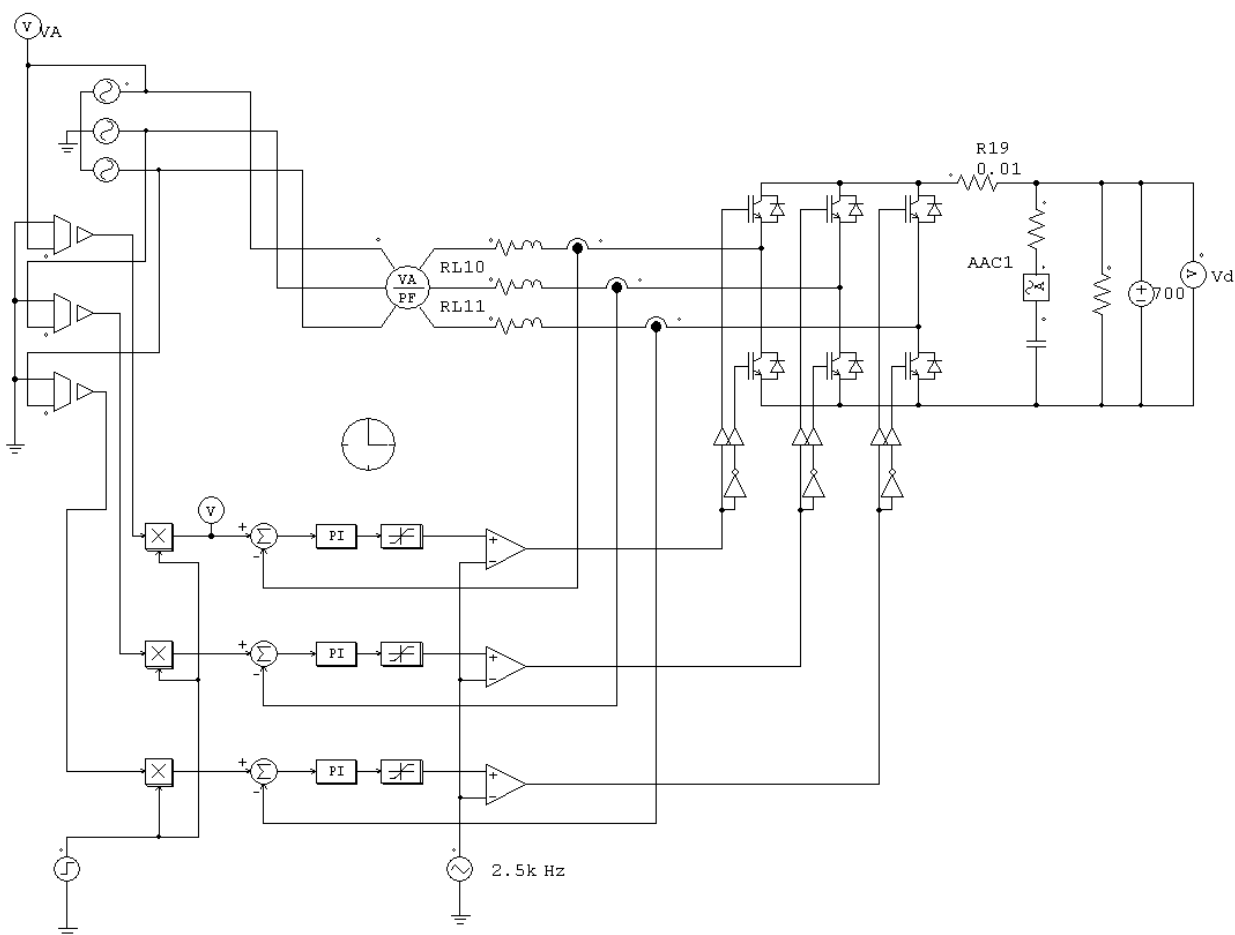 V VA
R19
0.01
VA
PF
RL10
RL11
AAC1
700
V Vd
V
PI
PI
PI
2.5k Hz